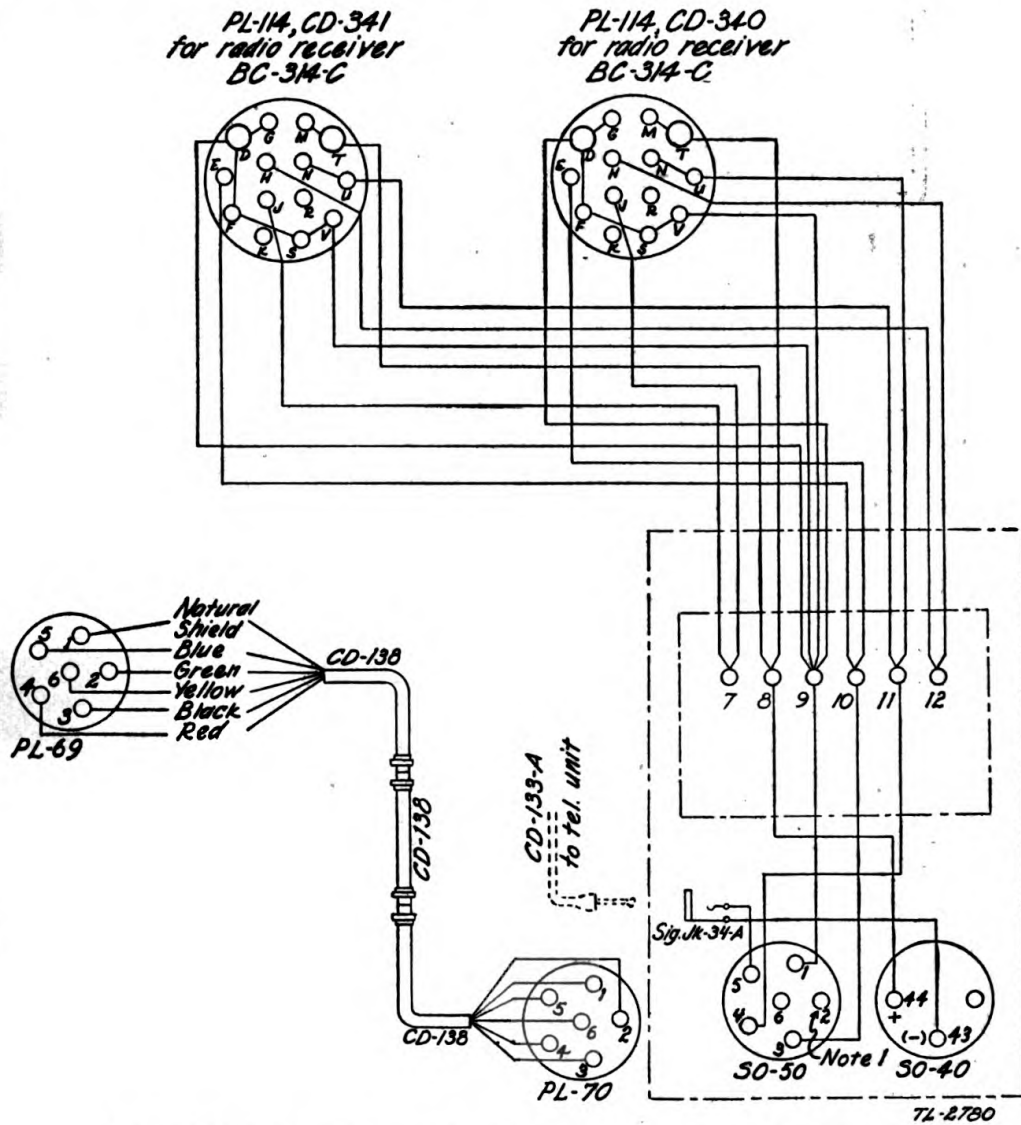 PL-114, CD-341
for radio receiver
BC-314-C
PL-114, CD-340
for radio receiver
BC-314-C
G
M
D
T
E
H
N
U
J
R
F
V
K
S
G
M
D
T
E
H
N
U
J
R
F
V
R
S
Natural
Shield
Blue
Green
Yellow
Black
Red
5
1
6
2
4
3
PL-69
CD-138
CD-138
CD-138
CD-133-A
to tel. unit
7
8
9
10
11
12
Sig. JK-34-A
5
1
6
2
4
3
SO-50
Note 1
44
+
(-)
43
SO-40
1
5
6
2
4
3
PL-70
TL-2780